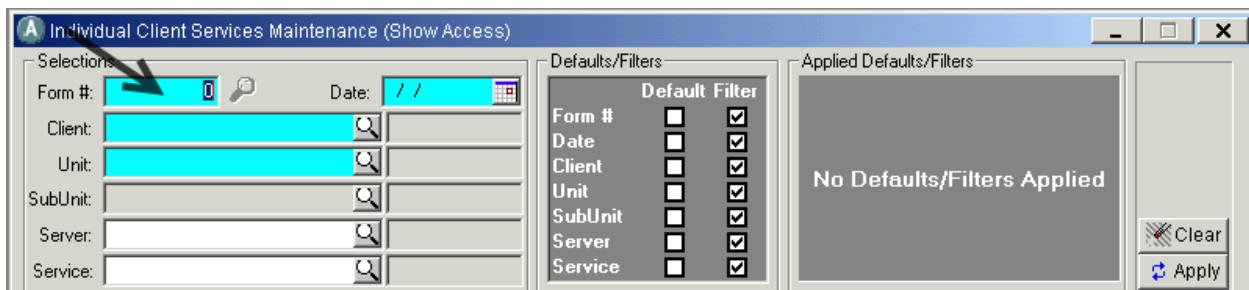 A Individual Client Services Maintenance (Show Access)
Selections
Form #: 0 Date: / /
Client:
Unit:
SubUnit:
Server:
Service:
Defaults/Filters
Default Filter
Form #
Date
Client
Unit
SubUnit
Server
Service
Applied Defaults/Filters
No Defaults/Filters Applied
Clear
Apply